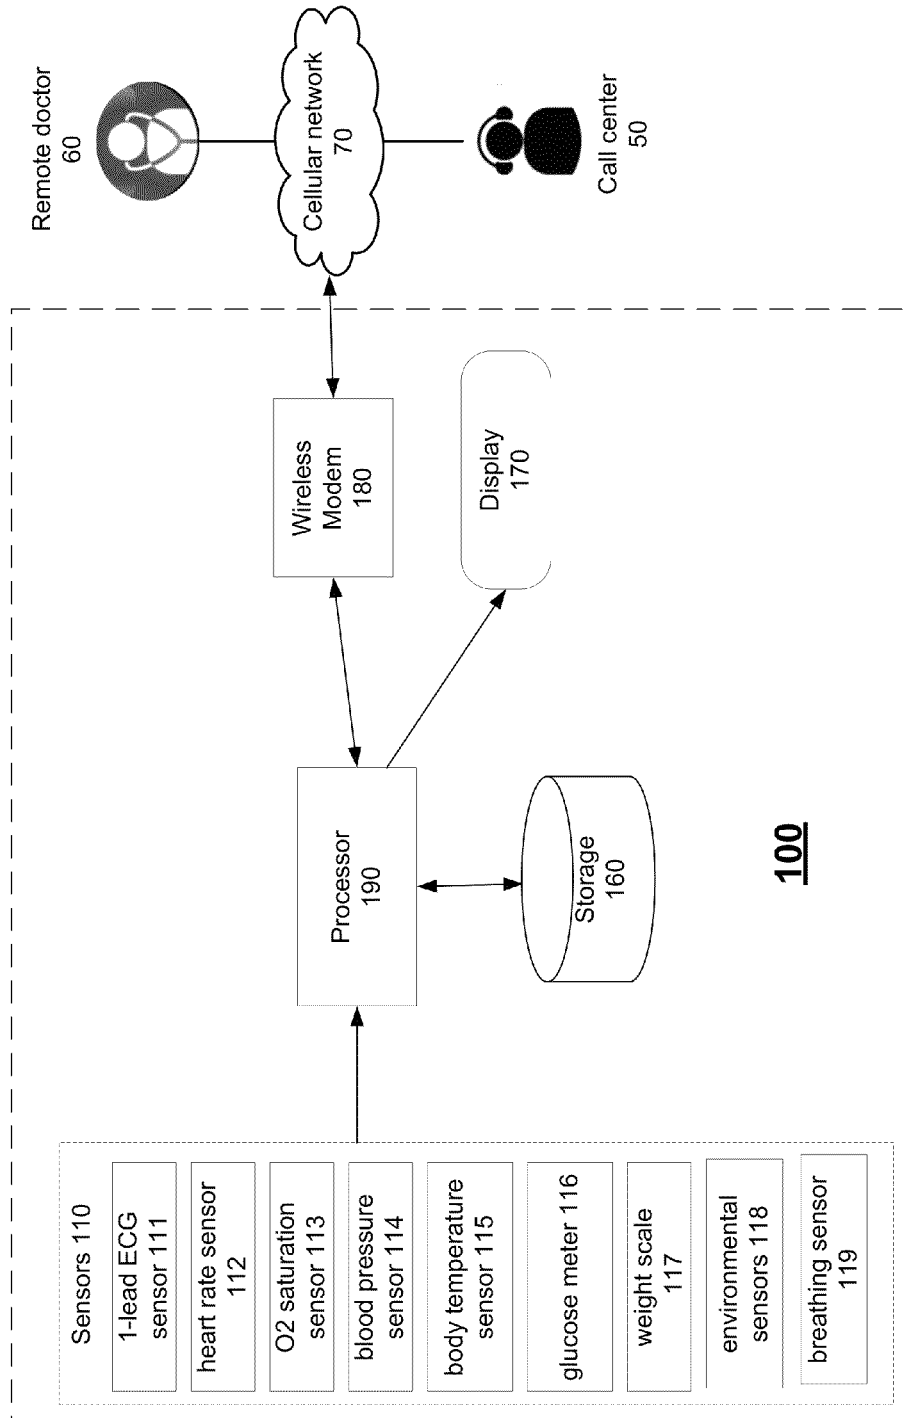 Sensors 110
1-lead ECG
sensor 111
heart rate sensor
112
O2 saturation
sensor 113
blood pressure
sensor 114
body temperature
sensor 115
glucose meter 116
weight scale
117
environmental
sensors 118
breathing sensor
119
Processor
190
Storage
160
Wireless
Modem
180
Display
170
Remote doctor
60
Cellular network
70
Call center
50
100